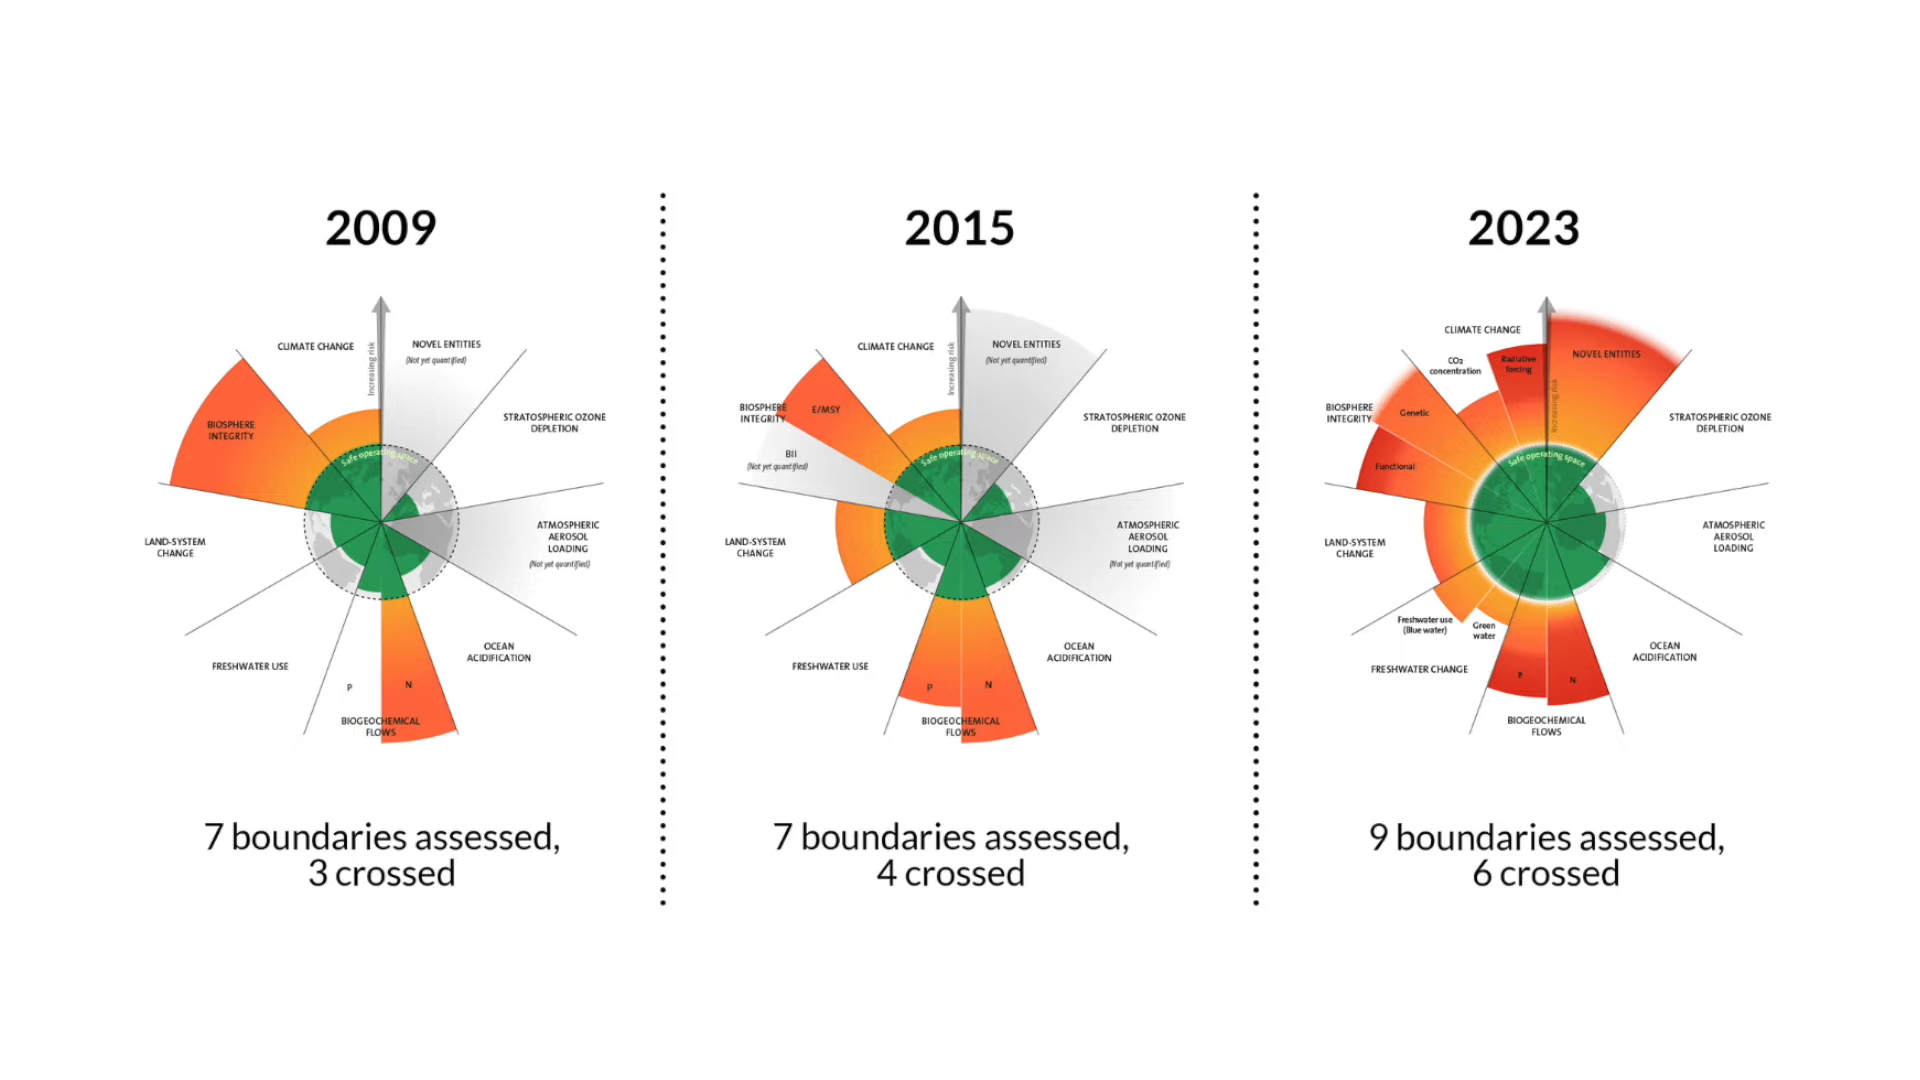 2009
CLIMATE CHANGE
Increasing risk
NOVEL ENTITIES
(Not yet quantified)
STRATOSPHERIC OZONE
DEPLETION
BIOSPHERE
INTEGRITY
Safe operating space
ATMOSPHERIC
AEROSOL
LOADING
(Not yet quantified)
LAND-SYSTEM
CHANGE
OCEAN
ACIDIFICATION
FRESHWATER USE
P
N
BIOGEOCHEMICAL
FLOWS
7 boundaries assessed,
3 crossed
2015
CLIMATE CHANGE
Increasing risk
NOVEL ENTITIES
(Not yet quantified)
BIOSPHERE
INTEGRITY
E/MSY
STRATOSPHERIC OZONE
DEPLETION
BII
(Not yet quantified)
Safe operating space
ATMOSPHERIC
AEROSOL
LOADING
(Not yet quantified)
LAND-SYSTEM
CHANGE
OCEAN
ACIDIFICATION
FRESHWATER USE
P
N
BIOGEOCHEMICAL
FLOWS
7 boundaries assessed,
4 crossed
2023
CLIMATE CHANGE
CO2
concentration
Radiative
forcing
Increasing risk
NOVEL ENTITIES
BIOSPHERE
INTEGRITY
Genetic
STRATOSPHERIC OZONE
DEPLETION
Functional
Safe operating space
ATMOSPHERIC
AEROSOL
LOADING
LAND-SYSTEM
CHANGE
Freshwater use
(Blue water)
Green
water
OCEAN
ACIDIFICATION
FRESHWATER CHANGE
P
N
BIOGEOCHEMICAL
FLOWS
9 boundaries assessed,
6 crossed